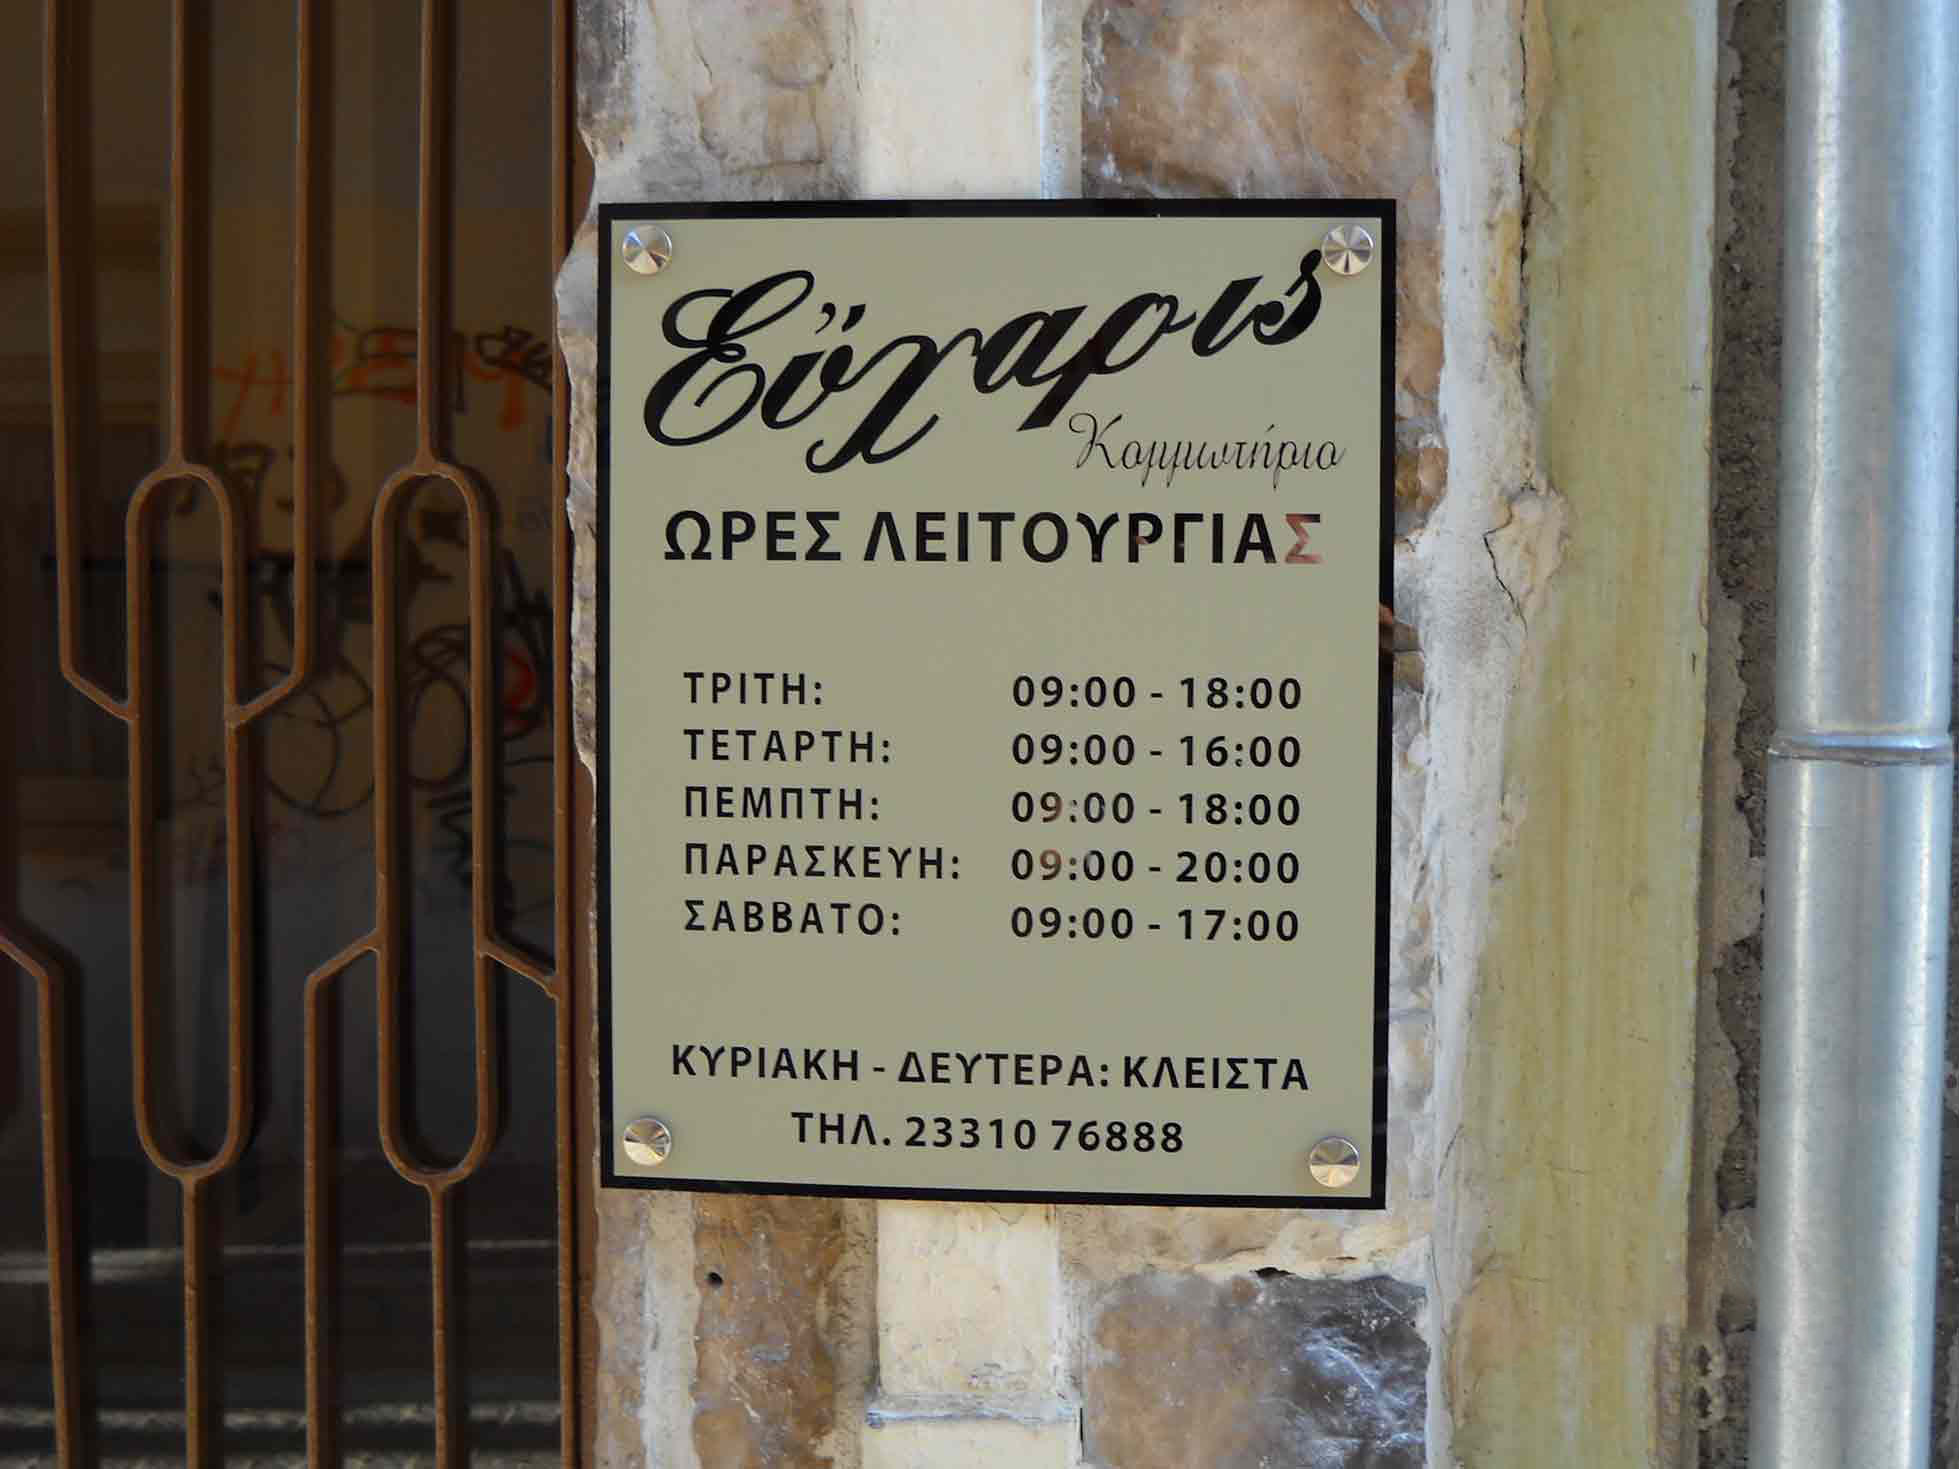 Εὔχαρις
Κομμωτήριο
ΩΡΕΣ ΛΕΙΤΟΥΡΓΙΑΣ
ΤΡΙΤΗ: 09:00 - 18:00
ΤΕΤΑΡΤΗ: 09:00 - 16:00
ΠΕΜΠΤΗ: 09:00 - 18:00
ΠΑΡΑΣΚΕΥΗ: 09:00 - 20:00
ΣΑΒΒΑΤΟ: 09:00 - 17:00
ΚΥΡΙΑΚΗ - ΔΕΥΤΕΡΑ: ΚΛΕΙΣΤΑ
ΤΗΛ. 23310 76888